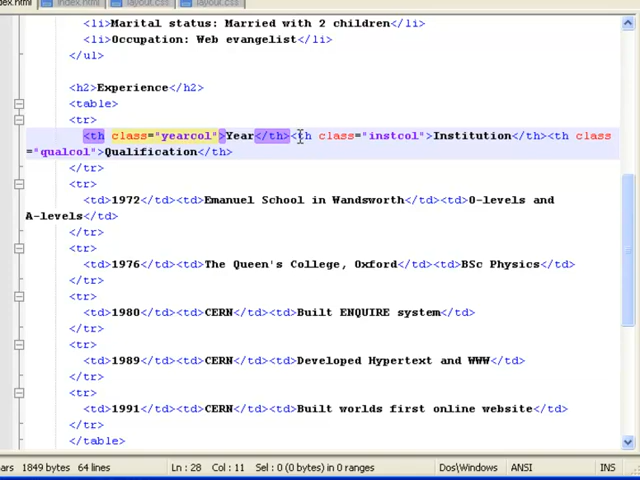 index.html layout.css layout.css
<li>Marital status: Married with 2 children</li>
<li>Occupation: Web evangelist</li>
</ul>
<h2>Experience</h2>
<table>
<tr>
<th class="yearcol">Year</th><th class="instcol">Institution</th><th class
="qualcol">Qualification</th>
</tr>
<tr>
<td>1972</td><td>Emanuel School in Wandsworth</td><td>O-levels and
A-levels</td>
</tr>
<tr>
<td>1976</td><td>The Queen's College, Oxford</td><td>BSc Physics</td>
</tr>
<tr>
<td>1980</td><td>CERN</td><td>Built ENQUIRE system</td>
</tr>
<tr>
<td>1989</td><td>CERN</td><td>Developed Hypertext and WWW</td>
</tr>
<tr>
<td>1991</td><td>CERN</td><td>Built worlds first online website</td>
</tr>
</table>
1849 bytes 64 lines Ln : 28 Col : 11 Sel : 0 (0 bytes) in 0 ranges Dos\Windows ANSI INS